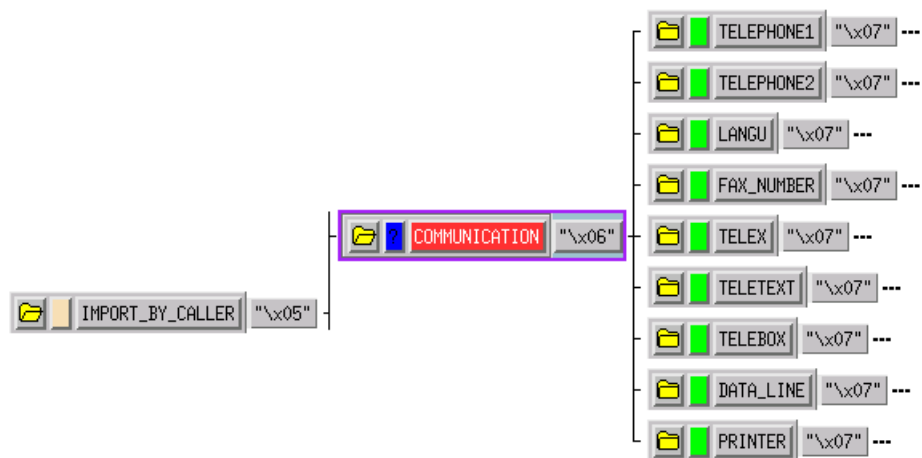 TELEPHONE1 "\x07" ---
TELEPHONE2 "\x07" ---
LANGU "\x07" ---
FAX_NUMBER "\x07" ---
? COMMUNICATION "\x06"
TELEX "\x07" ---
IMPORT_BY_CALLER "\x05"
TELETEXT "\x07" ---
TELEBOX "\x07" ---
DATA_LINE "\x07" ---
PRINTER "\x07" ---